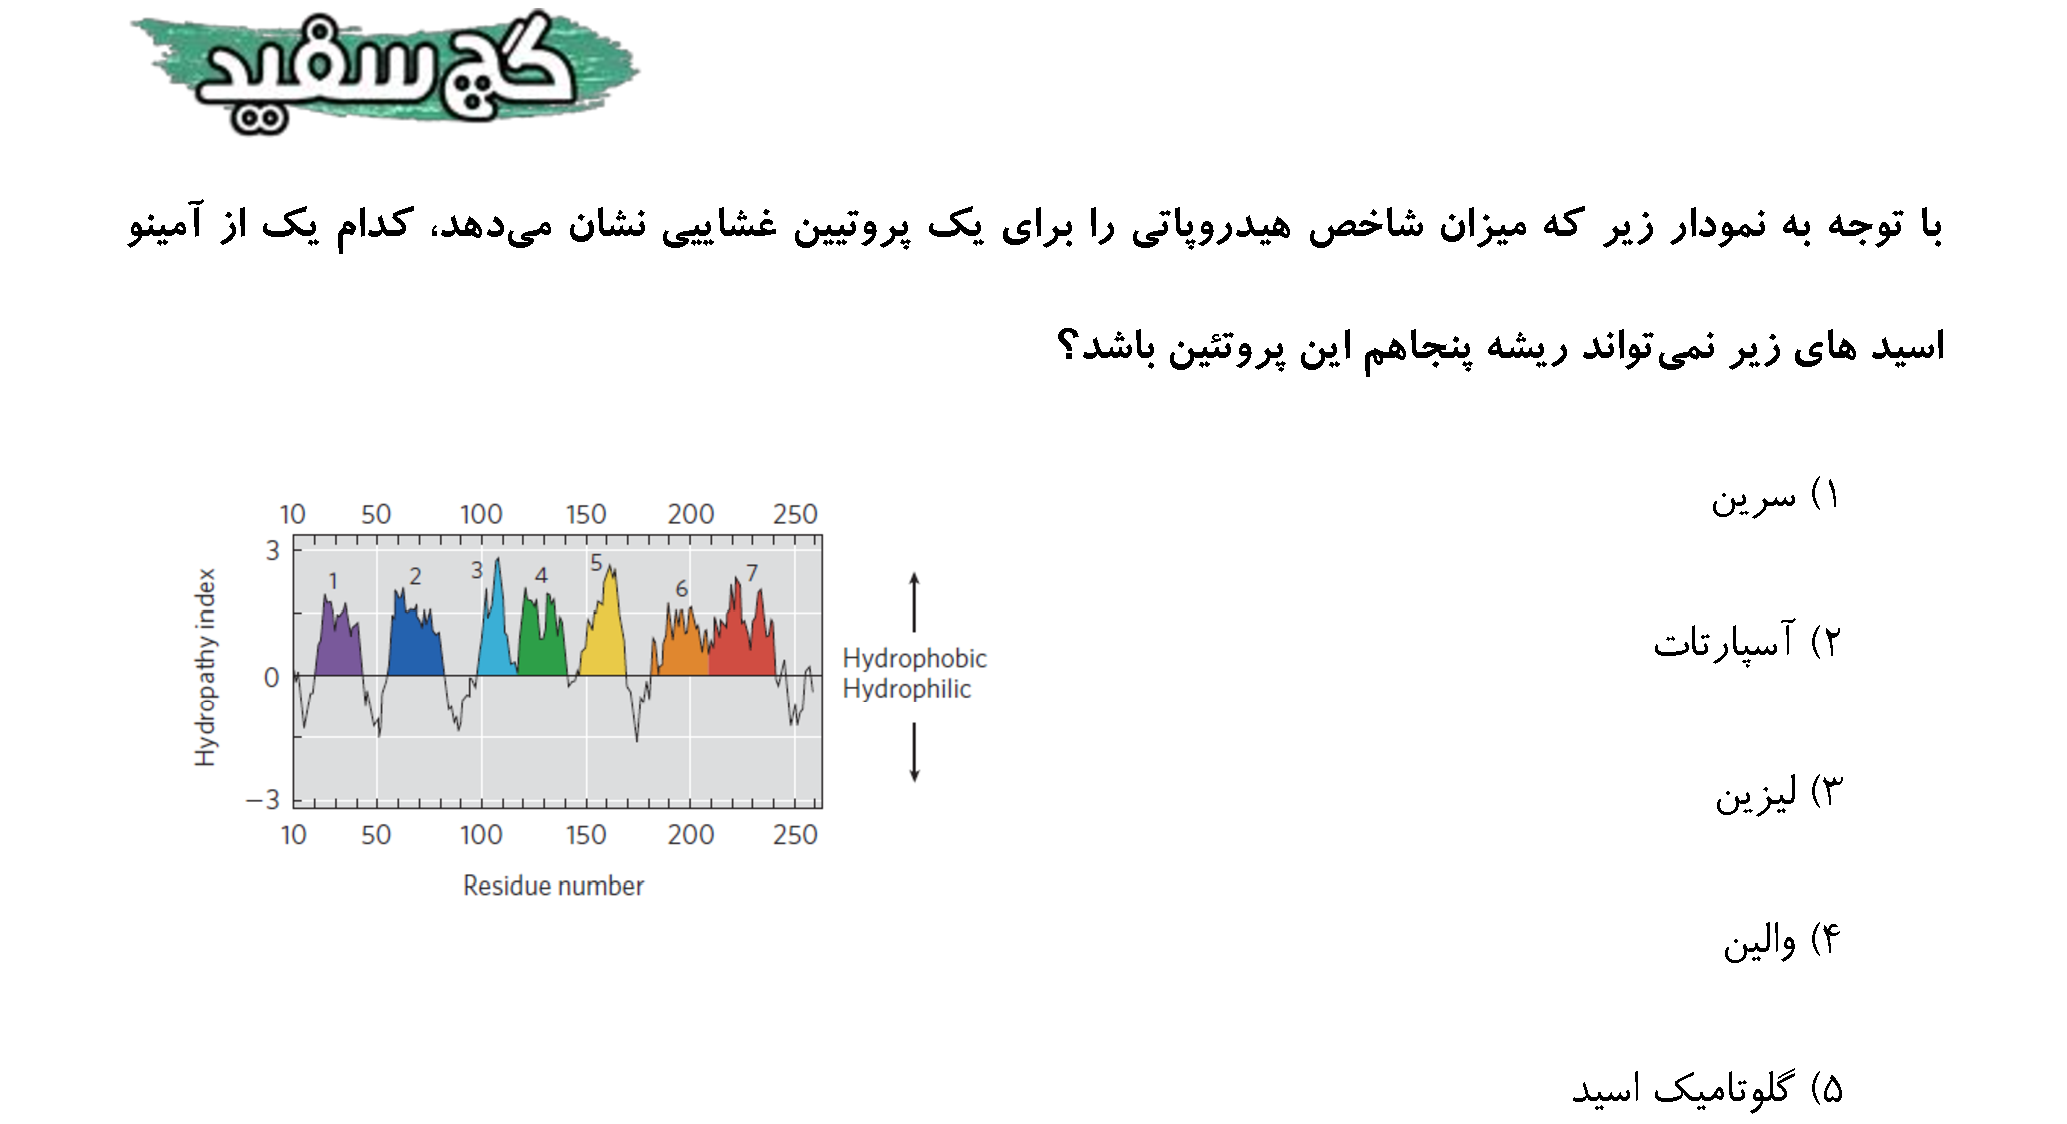 گچ سفید
با توجه به نمودار زیر که میزان شاخص هیدروپاتی را برای یک پروتیین غشاییی نشان می‌دهد، کدام یک از آمینو
اسید های زیر نمی‌تواند ریشه پنجاهم این پروتئین باشد؟
۱) سرین
۲) آسپارتات
۳) لیزین
۴) والین
۵) گلوتامیک اسید
10 50 100 150 200 250
3
0
−3
Hydropathy index
1 2 3 4 5 6 7
Hydrophobic
Hydrophilic
10 50 100 150 200 250
Residue number